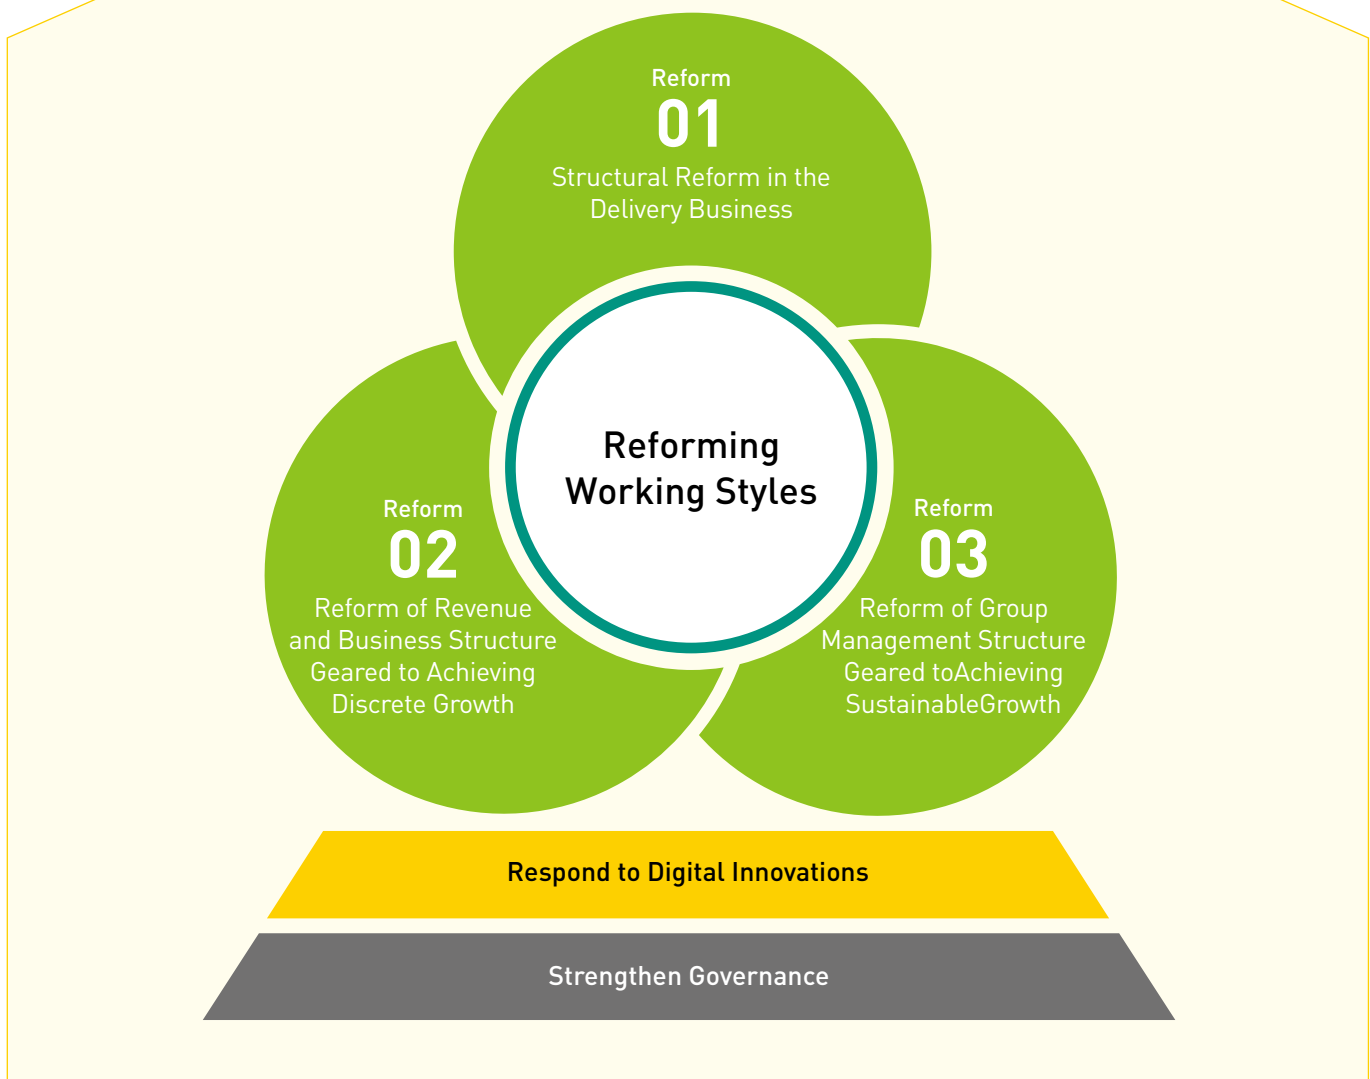 Reform
01
Structural Reform in the
Delivery Business
Reforming
Working Styles
Reform
02
Reform of Revenue
and Business Structure
Geared to Achieving
Discrete Growth
Reform
03
Reform of Group
Management Structure
Geared toAchieving
SustainableGrowth
Respond to Digital Innovations
Strengthen Governance